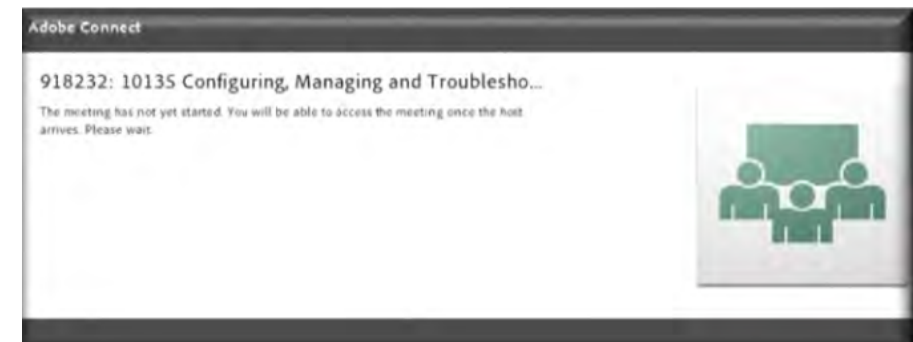 Adobe Connect
918232: 10135 Configuring, Managing and Troublesho...
The meeting has not yet started. You will be able to access the meeting once the host
arrives. Please wait.